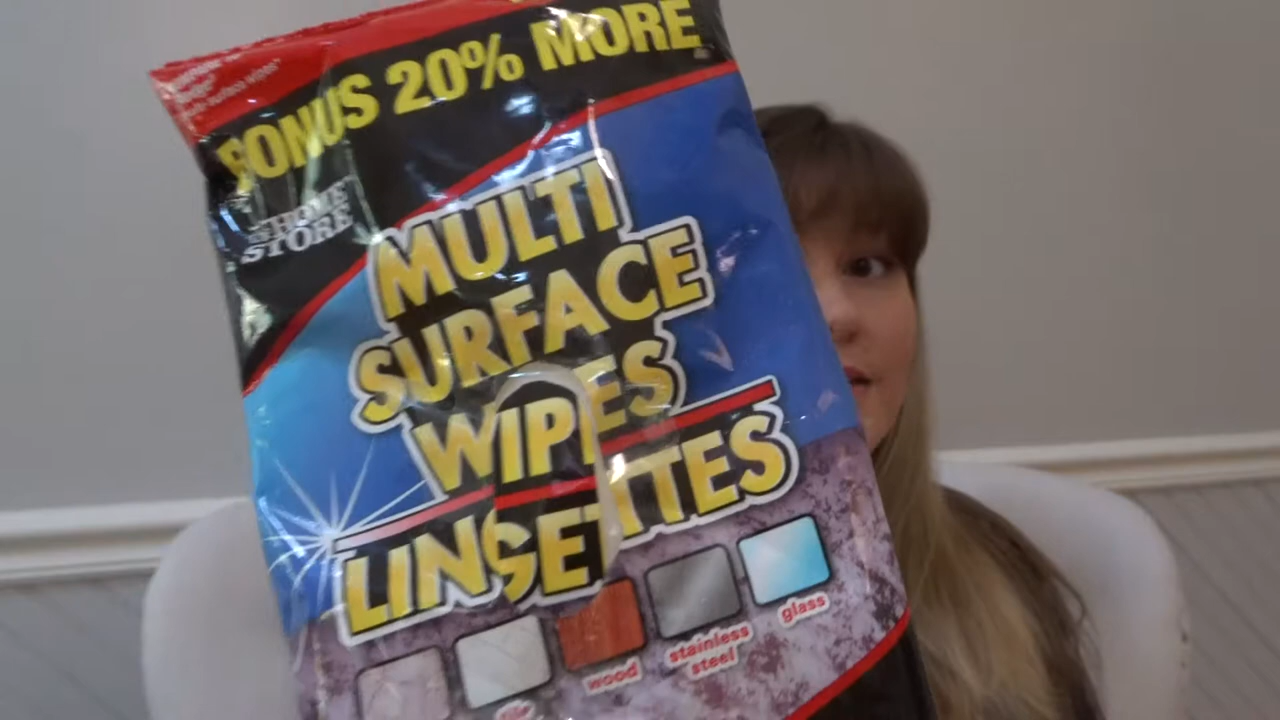 BONUS 20% MORE
HOME
STORE
MULTI
SURFACE
WIPES
LINGETTES
wood
stainless
steel
glass